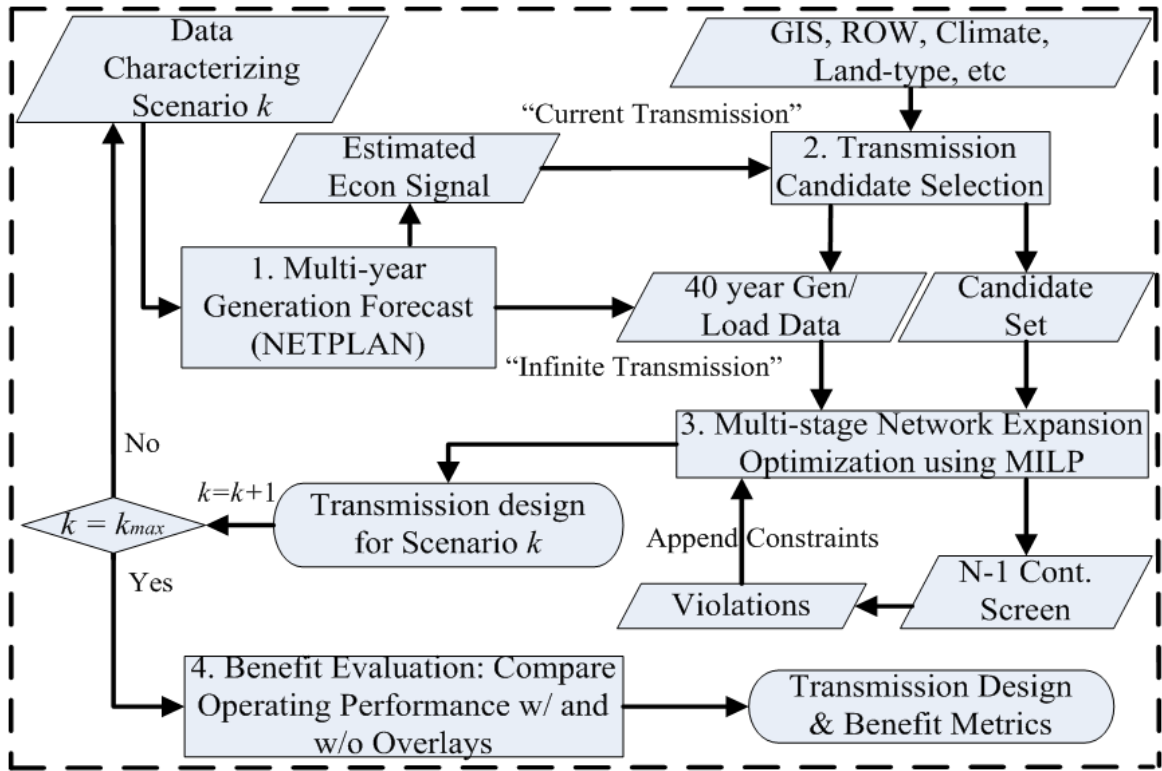 Data
Characterizing
Scenario k
GIS, ROW, Climate,
Land-type, etc
“Current Transmission”
Estimated
Econ Signal
2. Transmission
Candidate Selection
1. Multi-year
Generation Forecast
(NETPLAN)
40 year Gen/
Load Data
Candidate
Set
“Infinite Transmission”
3. Multi-stage Network Expansion
Optimization using MILP
No
k=k+1
Transmission design
for Scenario k
k = kmax
Append Constraints
N-1 Cont.
Screen
Yes
Violations
4. Benefit Evaluation: Compare
Operating Performance w/ and
w/o Overlays
Transmission Design
& Benefit Metrics